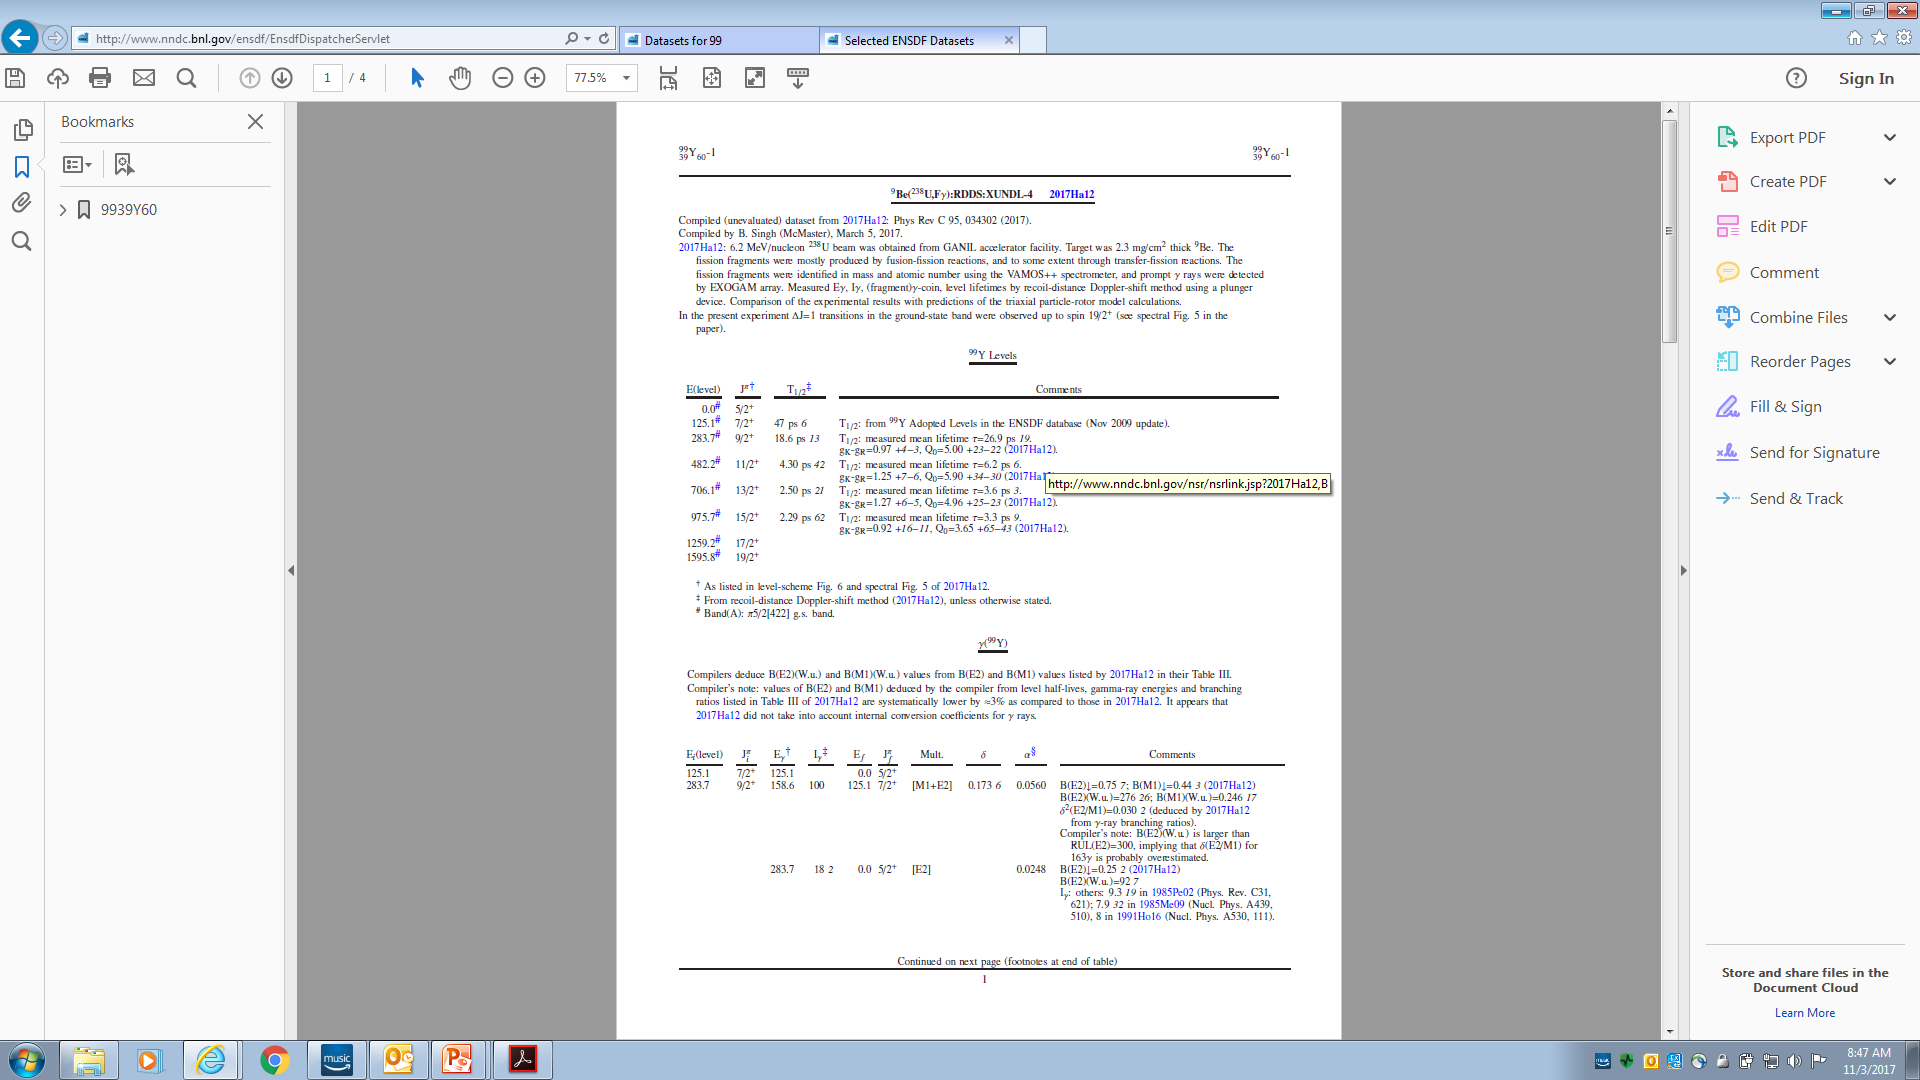 http://www.nndc.bnl.gov/ensdf/EnsdfDispatcherServlet
Datasets for 99
Selected ENSDF Datasets
1 / 4
77.5%
Sign In
Bookmarks
9939Y60
Export PDF
Create PDF
Edit PDF
Comment
Combine Files
Reorder Pages
Fill & Sign
Send for Signature
Send & Track
Store and share files in the
Document Cloud
Learn More
⁹⁹₃₉Y₆₀-1 ⁹⁹₃₉Y₆₀-1
⁹Be(²³⁸U,Fγ):RDDS:XUNDL-4 2017Ha12
Compiled (unevaluated) dataset from 2017Ha12: Phys Rev C 95, 034302 (2017).
Compiled by B. Singh (McMaster), March 5, 2017.
2017Ha12: 6.2 MeV/nucleon ²³⁸U beam was obtained from GANIL accelerator facility. Target was 2.3 mg/cm² thick ⁹Be. The
fission fragments were mostly produced by fusion-fission reactions, and to some extent through transfer-fission reactions. The
fission fragments were identified in mass and atomic number using the VAMOS++ spectrometer, and prompt γ rays were detected
by EXOGAM array. Measured Eγ, Iγ, (fragment)γ-coin, level lifetimes by recoil-distance Doppler-shift method using a plunger
device. Comparison of the experimental results with predictions of the triaxial particle-rotor model calculations.
In the present experiment ΔJ=1 transitions in the ground-state band were observed up to spin 19/2⁺ (see spectral Fig. 5 in the
paper).
⁹⁹Y Levels
E(level) Jπ† T1/2‡ Comments
0.0# 5/2⁺
125.1# 7/2⁺ 47 ps 6 T1/2: from ⁹⁹Y Adopted Levels in the ENSDF database (Nov 2009 update).
283.7# 9/2⁺ 18.6 ps 13 T1/2: measured mean lifetime τ=26.9 ps 19.
gK-gR=0.97 +4−3, Q0=5.00 +23−22 (2017Ha12).
482.2# 11/2⁺ 4.30 ps 42 T1/2: measured mean lifetime τ=6.2 ps 6.
gK-gR=1.25 +7−6, Q0=5.90 +34−30 (2017Ha
http://www.nndc.bnl.gov/nsr/nsrlink.jsp?2017Ha12,B
706.1# 13/2⁺ 2.50 ps 21 T1/2: measured mean lifetime τ=3.6 ps 3.
gK-gR=1.27 +6−5, Q0=4.96 +25−23 (2017Ha12).
975.7# 15/2⁺ 2.29 ps 62 T1/2: measured mean lifetime τ=3.3 ps 9.
gK-gR=0.92 +16−11, Q0=3.65 +65−43 (2017Ha12).
1259.2# 17/2⁺
1595.8# 19/2⁺
† As listed in level-scheme Fig. 6 and spectral Fig. 5 of 2017Ha12.
‡ From recoil-distance Doppler-shift method (2017Ha12), unless otherwise stated.
# Band(A): π5/2[422] g.s. band.
γ(⁹⁹Y)
Compilers deduce B(E2)(W.u.) and B(M1)(W.u.) values from B(E2) and B(M1) values listed by 2017Ha12 in their Table III.
Compiler's note: values of B(E2) and B(M1) deduced by the compiler from level half-lives, gamma-ray energies and branching
ratios listed in Table III of 2017Ha12 are systematically lower by ≈3% as compared to those in 2017Ha12. It appears that
2017Ha12 did not take into account internal conversion coefficients for γ rays.
Ei(level) Jπi Eγ† Iγ‡ Ef Jπf Mult. δ α§ Comments
125.1 7/2⁺ 125.1 0.0 5/2⁺
283.7 9/2⁺ 158.6 100 125.1 7/2⁺ [M1+E2] 0.173 6 0.0560 B(E2)↓=0.75 7; B(M1)↓=0.44 3 (2017Ha12)
B(E2)(W.u.)=276 26; B(M1)(W.u.)=0.246 17
δ²(E2/M1)=0.030 2 (deduced by 2017Ha12
from γ-ray branching ratios).
Compiler's note: B(E2)(W.u.) is larger than
RUL(E2)=300, implying that δ(E2/M1) for
163γ is probably overestimated.
283.7 18 2 0.0 5/2⁺ [E2] 0.0248 B(E2)↓=0.25 2 (2017Ha12)
B(E2)(W.u.)=92 7
Iγ: others: 9.3 19 in 1985Pe02 (Phys. Rev. C31,
621); 7.9 32 in 1985Me09 (Nucl. Phys. A439,
510), 8 in 1991Ho16 (Nucl. Phys. A530, 111).
Continued on next page (footnotes at end of table)
1
music
8:47 AM
11/3/2017